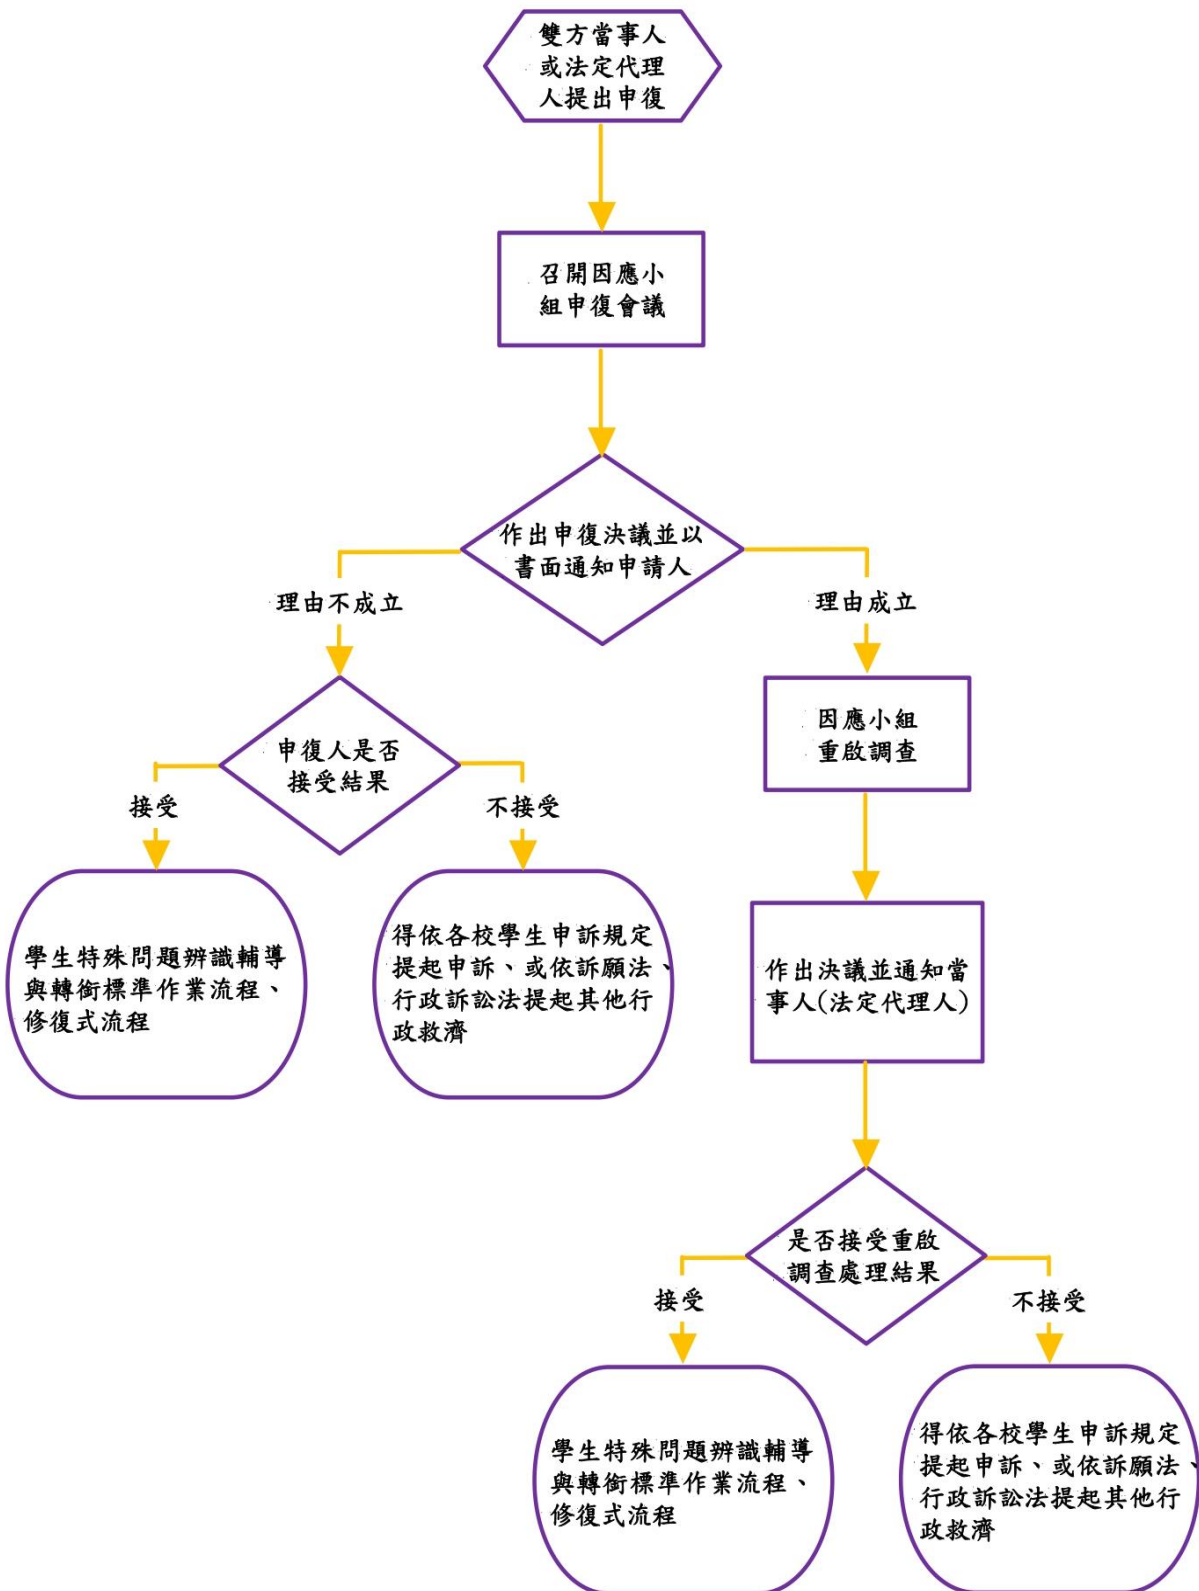 雙方當事人
或法定代理
人提出申復
召開因應小
組申復會議
作出申復決議並以
書面通知申請人
理由不成立
理由成立
申復人是否
接受結果
因應小組
重啟調查
接受
不接受
學生特殊問題辨識輔導
與轉銜標準作業流程、
修復式流程
得依各校學生申訴規定
提起申訴、或依訴願法、
行政訴訟法提起其他行
政救濟
作出決議並通知當
事人(法定代理人)
是否接受重啟
調查處理結果
接受
不接受
學生特殊問題辨識輔導
與轉銜標準作業流程、
修復式流程
得依各校學生申訴規定
提起申訴、或依訴願法、
行政訴訟法提起其他行
政救濟